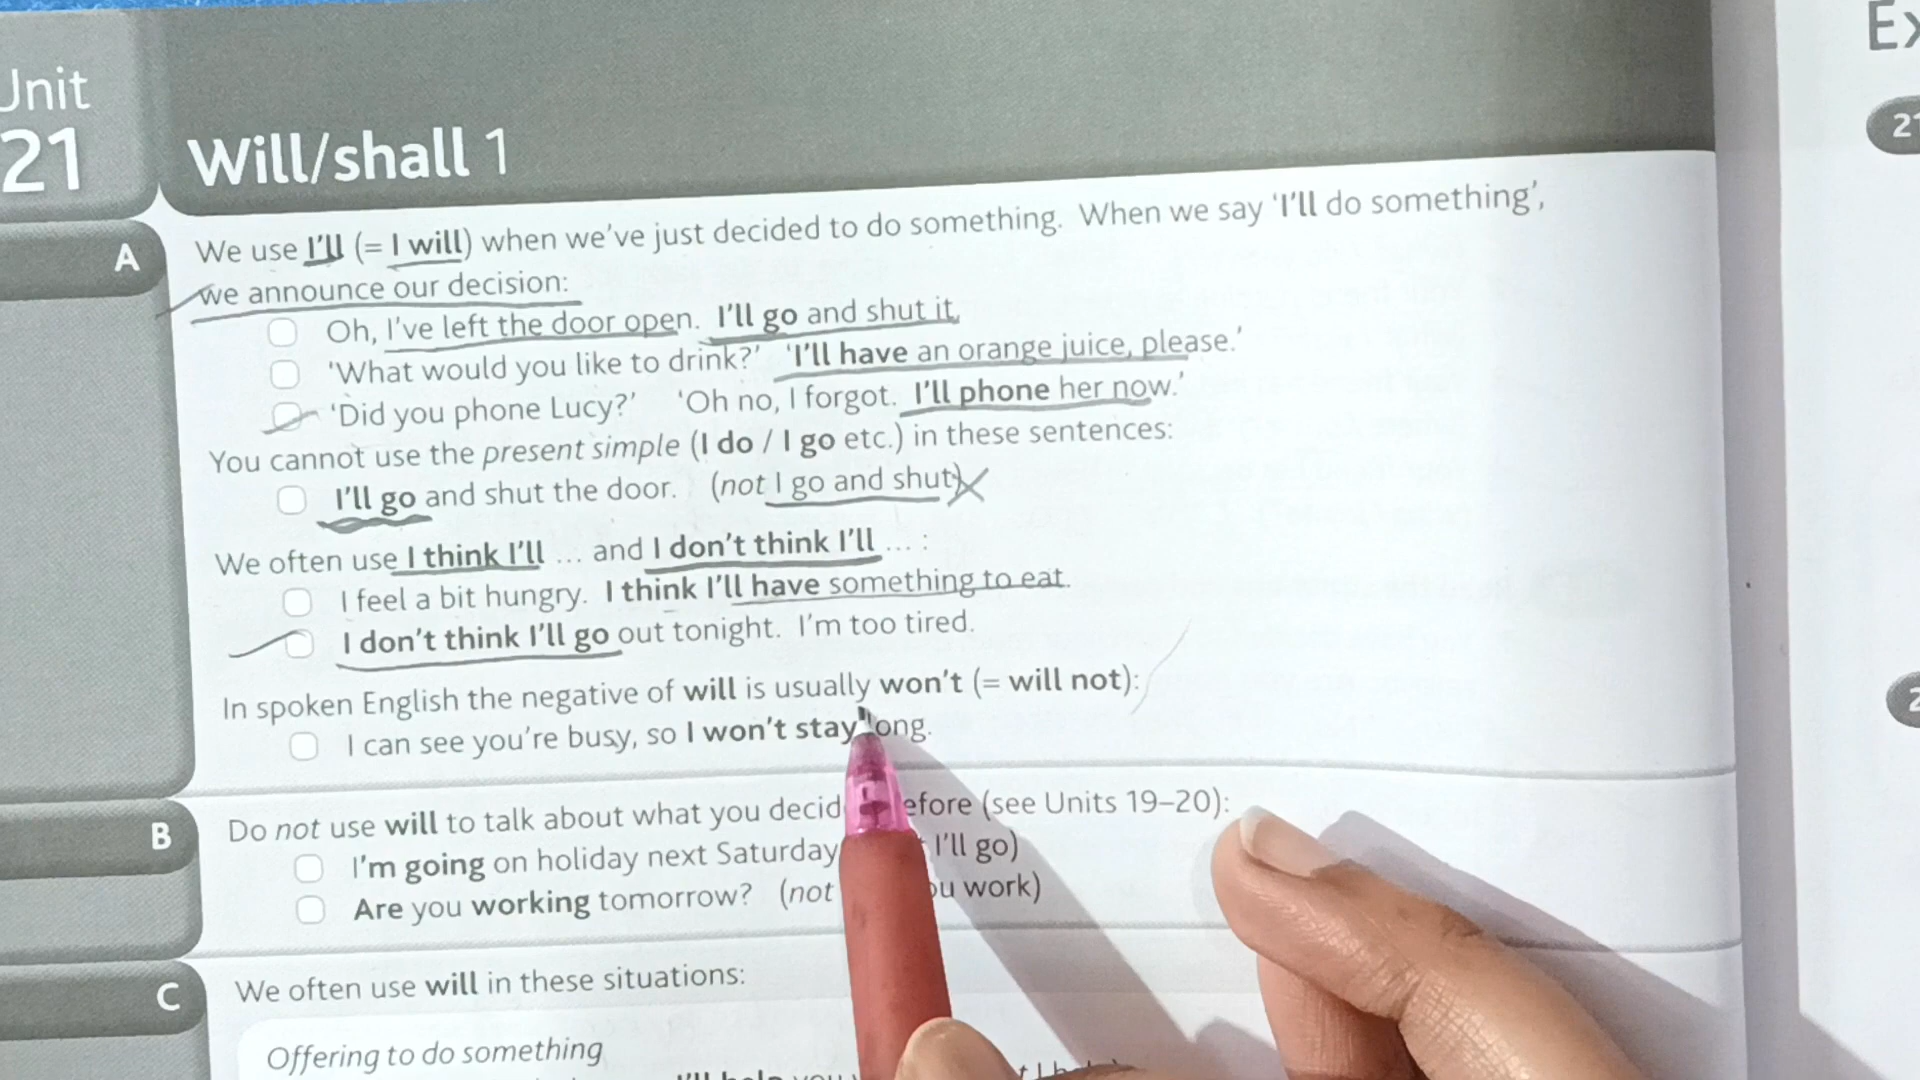 Unit
21
Will/shall 1
Ex
21
A
We use I'll (= I will) when we've just decided to do something. When we say 'I'll do something',
we announce our decision:
Oh, I've left the door open. I'll go and shut it.
'What would you like to drink?' 'I'll have an orange juice, please.'
'Did you phone Lucy?' 'Oh no, I forgot. I'll phone her now.'
You cannot use the present simple (I do / I go etc.) in these sentences:
I'll go and shut the door. (not I go and shut)
We often use I think I'll ... and I don't think I'll ... :
I feel a bit hungry. I think I'll have something to eat.
I don't think I'll go out tonight. I'm too tired.
In spoken English the negative of will is usually won't (= will not):
I can see you're busy, so I won't stay long.
2
B
Do not use will to talk about what you decid efore (see Units 19–20):
I'm going on holiday next Saturday I'll go)
Are you working tomorrow? (not ou work)
C
We often use will in these situations:
Offering to do something
I'll help you